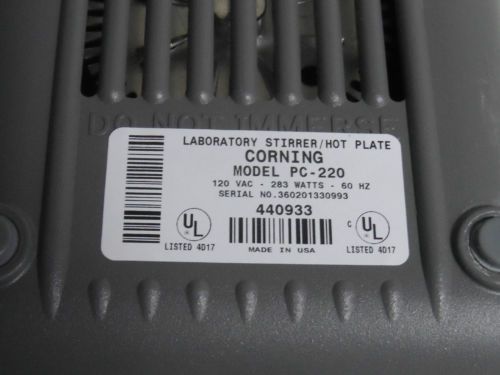 DO NOT IMMERSE
LABORATORY STIRRER/HOT PLATE
CORNING
MODEL PC-220
120 VAC - 283 WATTS - 60 HZ
SERIAL NO.360201330993
440933
UL
LISTED 4D17
MADE IN USA
C UL
LISTED 4D17